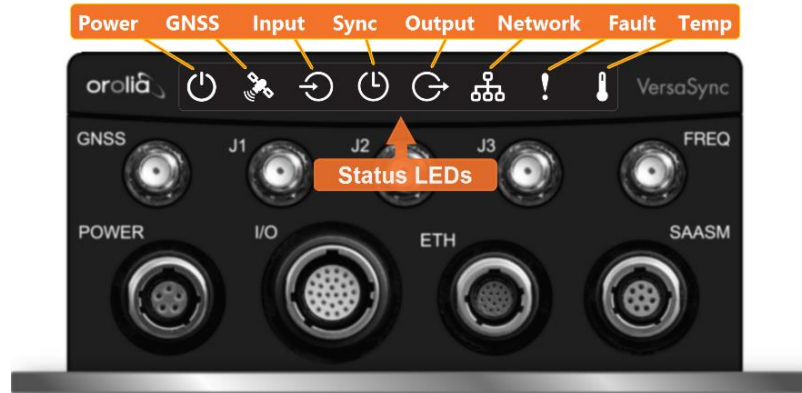 Power GNSS Input Sync Output Network Fault Temp
orolia VersaSync
GNSS J1 J2 J3 FREQ
Status LEDs
POWER I/O ETH SAASM